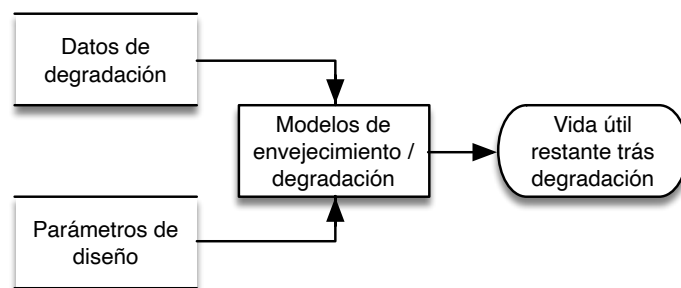 Datos de
degradación
Modelos de
envejecimiento /
degradación
Vida útil
restante trás
degradación
Parámetros de
diseño